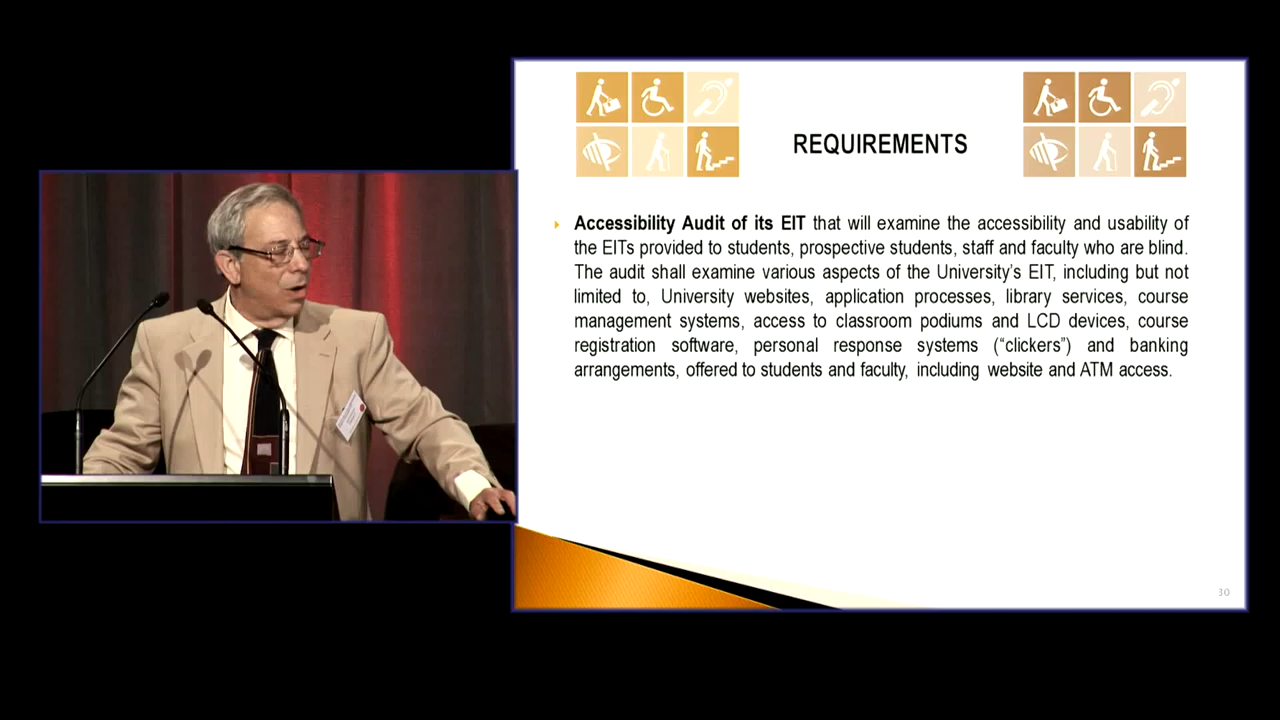 REQUIREMENTS
Accessibility Audit of its EIT that will examine the accessibility and usability of
the EITs provided to students, prospective students, staff and faculty who are blind.
The audit shall examine various aspects of the University's EIT, including but not
limited to, University websites, application processes, library services, course
management systems, access to classroom podiums and LCD devices, course
registration software, personal response systems (“clickers”) and banking
arrangements, offered to students and faculty, including website and ATM access.
30